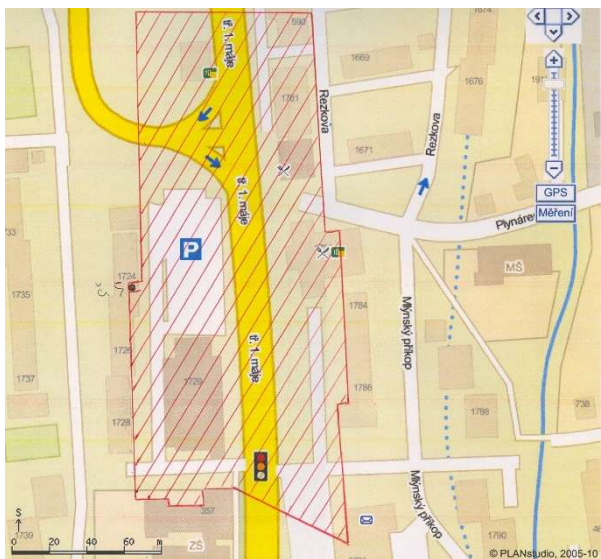 590
tř. 1. máje
1674
1669
1676
1781
Rezkova
1671
Rezkova
GPS
Měření
tř. 1. máje
P
Plynáren
MŠ
1724
1735
1784
Mlýnský příkop
1726
tř. 1. máje
1729
1737
1786
1728
1788
738
Mlýnský příkop
357
S
0 20 40 60 m
1739
ZŠ
1790
© PLANstudio, 2005-10